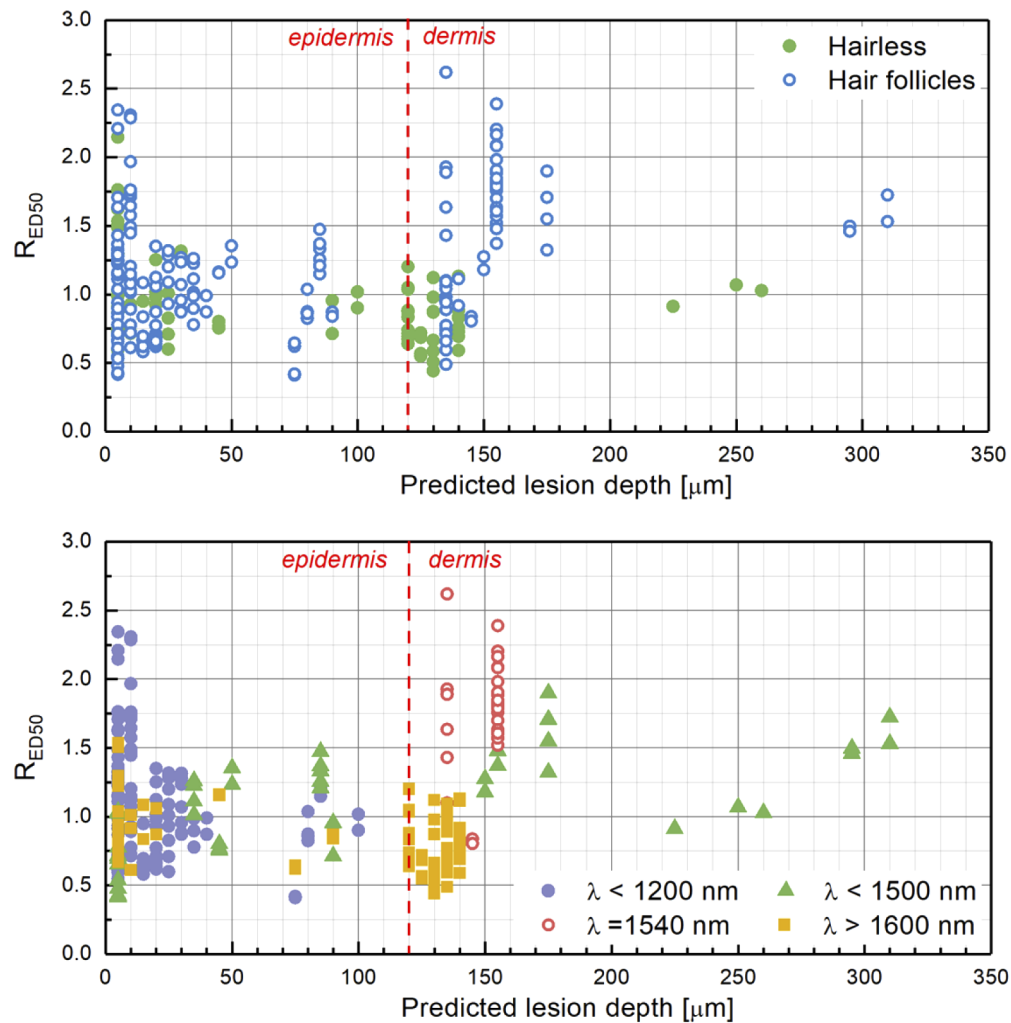 3.0
epidermis dermis
Hairless
Hair follicles
2.5
2.0
1.5
1.0
0.5
0.0
R_ED50
0 50 100 150 200 250 300 350
Predicted lesion depth [μm]
3.0
epidermis dermis
2.5
2.0
1.5
1.0
0.5
0.0
R_ED50
λ < 1200 nm λ < 1500 nm
λ =1540 nm λ > 1600 nm
0 50 100 150 200 250 300 350
Predicted lesion depth [μm]